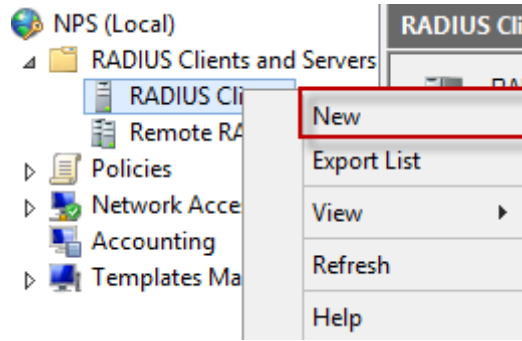 NPS (Local)
RADIUS Cli
RADIUS Clients and Servers
RADIUS Cli
New
Remote RA
Export List
Policies
Network Acce
View
Accounting
Refresh
Templates Ma
Help